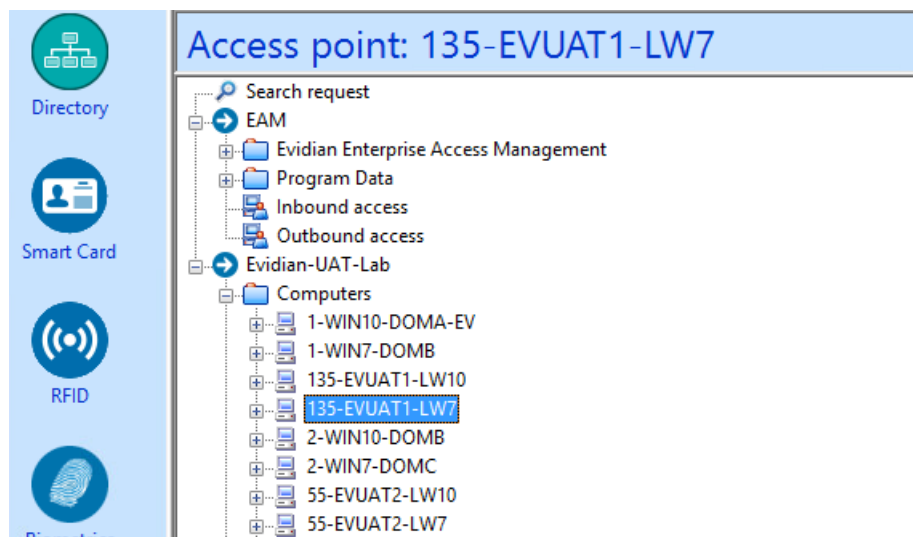 Directory
Smart Card
RFID
Access point: 135-EVUAT1-LW7
Search request
EAM
Evidian Enterprise Access Management
Program Data
Inbound access
Outbound access
Evidian-UAT-Lab
Computers
1-WIN10-DOMA-EV
1-WIN7-DOMB
135-EVUAT1-LW10
135-EVUAT1-LW7
2-WIN10-DOMB
2-WIN7-DOMC
55-EVUAT2-LW10
55-EVUAT2-LW7